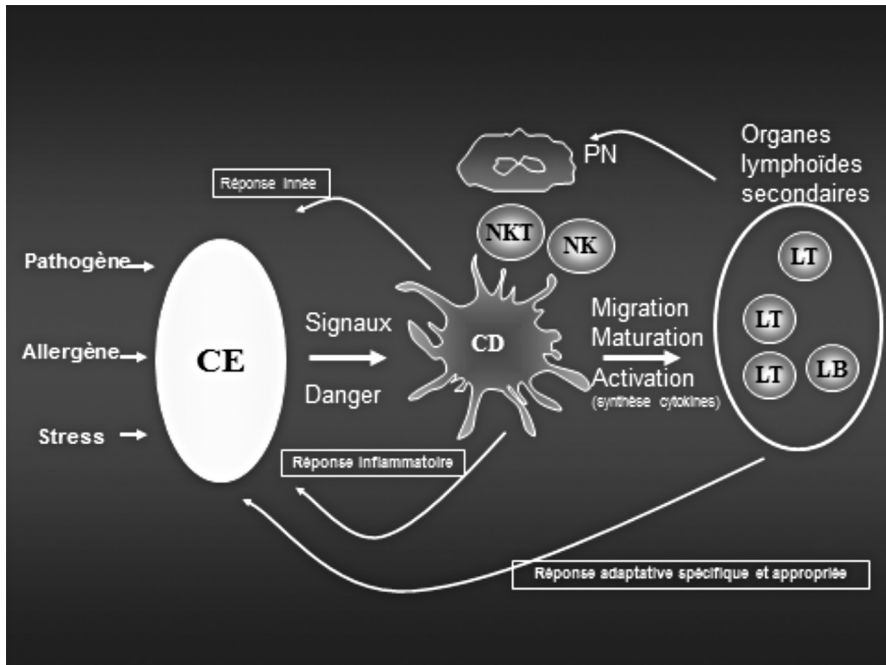 Organes
lymphoïdes
secondaires
PN
Réponse innée
NKT
NK
LT
Pathogène
Allergène
Stress
CE
Signaux
Danger
CD
Migration
Maturation
Activation
(synthèse cytokines)
LT
LT
LB
Réponse inflammatoire
Réponse adaptative spécifique et appropriée